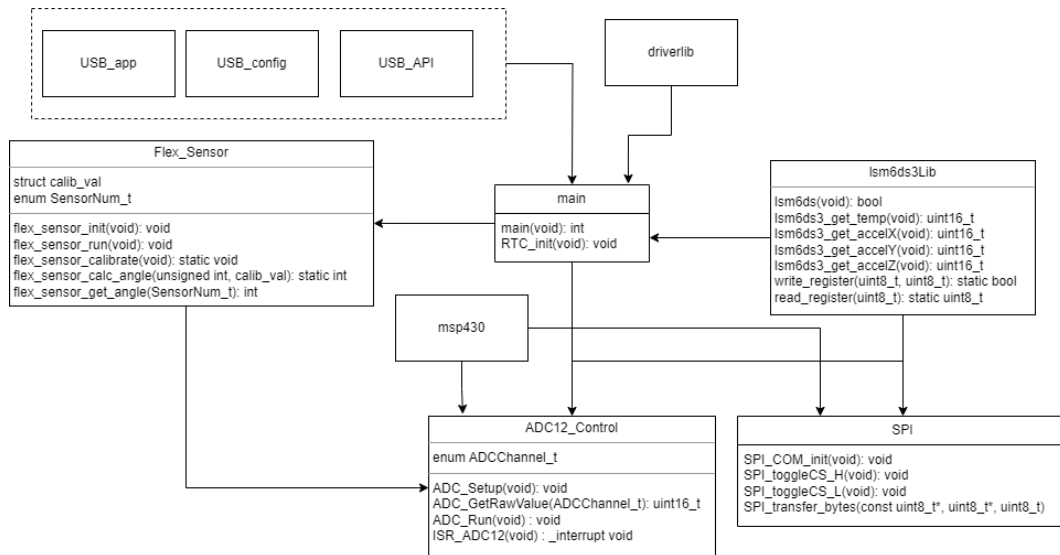 USB_app
USB_config
USB_API
driverlib
Flex_Sensor
struct calib_val
enum SensorNum_t
flex_sensor_init(void): void
flex_sensor_run(void): void
flex_sensor_calibrate(void): static void
flex_sensor_calc_angle(unsigned int, calib_val): static int
flex_sensor_get_angle(SensorNum_t): int
main
main(void): int
RTC_init(void): void
lsm6ds3Lib
lsm6ds(void): bool
lsm6ds3_get_temp(void): uint16_t
lsm6ds3_get_accelX(void): uint16_t
lsm6ds3_get_accelY(void): uint16_t
lsm6ds3_get_accelZ(void): uint16_t
write_register(uint8_t, uint8_t): static bool
read_register(uint8_t): static uint8_t
msp430
ADC12_Control
enum ADCChannel_t
ADC_Setup(void): void
ADC_GetRawValue(ADCChannel_t): uint16_t
ADC_Run(void) : void
ISR_ADC12(void) : _interrupt void
SPI
SPI_COM_init(void): void
SPI_toggleCS_H(void): void
SPI_toggleCS_L(void): void
SPI_transfer_bytes(const uint8_t*, uint8_t*, uint8_t)